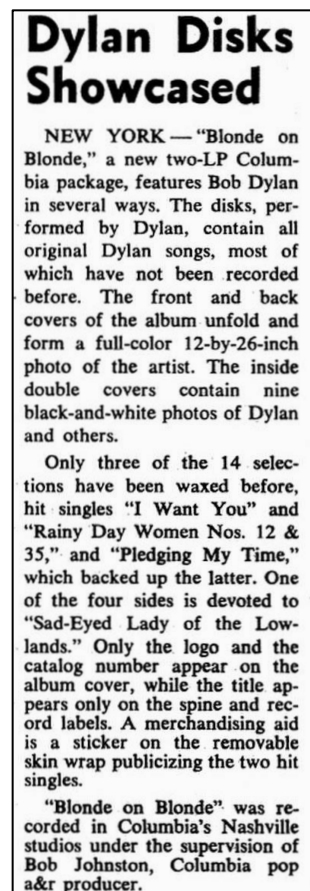 Dylan Disks
Showcased
NEW YORK — "Blonde on
Blonde," a new two-LP Colum-
bia package, features Bob Dylan
in several ways. The disks, per-
formed by Dylan, contain all
original Dylan songs, most of
which have not been recorded
before. The front and back
covers of the album unfold and
form a full-color 12-by-26-inch
photo of the artist. The inside
double covers contain nine
black-and-white photos of Dylan
and others.
Only three of the 14 selec-
tions have been waxed before,
hit singles "I Want You" and
"Rainy Day Women Nos. 12 &
35," and "Pledging My Time,"
which backed up the latter. One
of the four sides is devoted to
"Sad-Eyed Lady of the Low-
lands." Only the logo and the
catalog number appear on the
album cover, while the title ap-
pears only on the spine and rec-
ord labels. A merchandising aid
is a sticker on the removable
skin wrap publicizing the two hit
singles.
"Blonde on Blonde" was re-
corded in Columbia's Nashville
studios under the supervision of
Bob Johnston, Columbia pop
a&r producer.